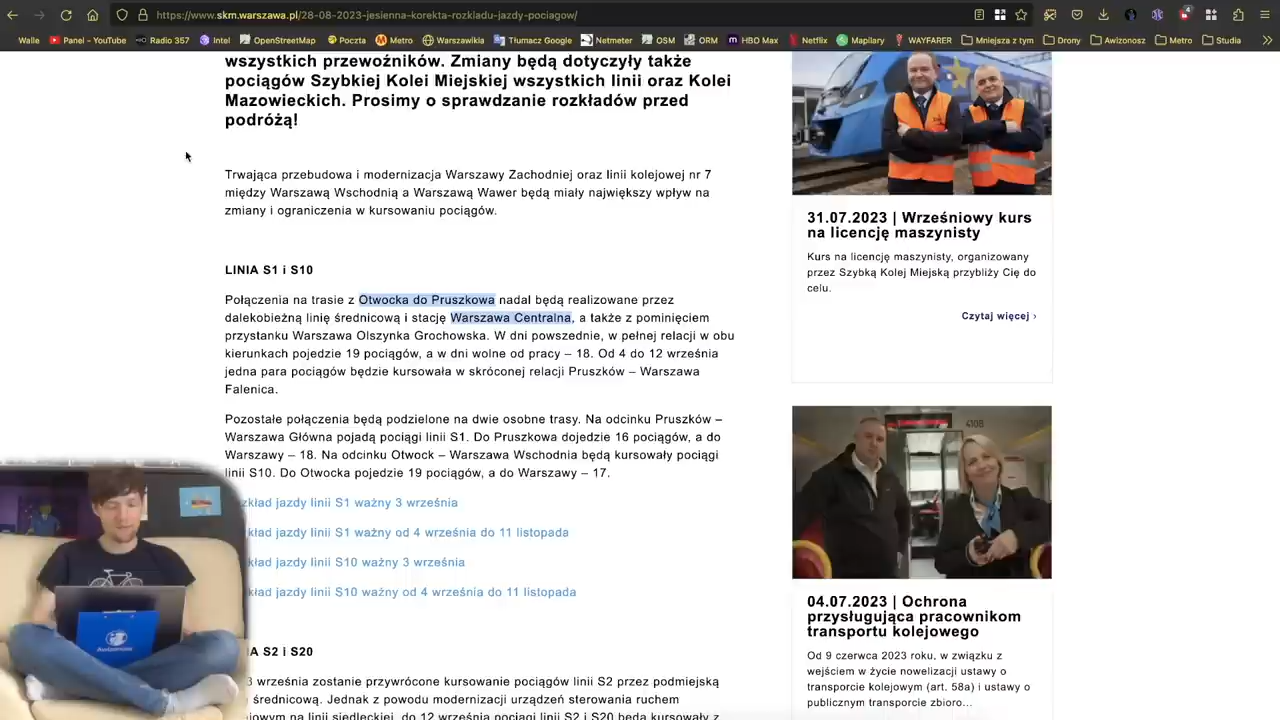 https://www.skm.warszawa.pl/28-08-2023-jesienna-korekta-rozkladu-jazdy-pociagow/
4
Walle
Panel - YouTube
Radio 357
Intel
OpenStreetMap
Poczta
Metro
Warszawikia
Tłumacz Google
Netmeter
OSM
ORM
HBO Max
Netflix
Mapilary
WAYFARER
Mniejsza z tym
Drony
Awizonosz
Metro
Studia
wszystkich przewoźników. Zmiany będą dotyczyły także
pociągów Szybkiej Kolei Miejskiej wszystkich linii oraz Kolei
Mazowieckich. Prosimy o sprawdzanie rozkładów przed
podróżą!
Trwająca przebudowa i modernizacja Warszawy Zachodniej oraz linii kolejowej nr 7
między Warszawą Wschodnią a Warszawą Wawer będą miały największy wpływ na
zmiany i ograniczenia w kursowaniu pociągów.
LINIA S1 i S10
Połączenia na trasie z Otwocka do Pruszkowa nadal będą realizowane przez
dalekobieżną linię średnicową i stację Warszawa Centralna, a także z pominięciem
przystanku Warszawa Olszynka Grochowska. W dni powszednie, w pełnej relacji w obu
kierunkach pojedzie 19 pociągów, a w dni wolne od pracy – 18. Od 4 do 12 września
jedna para pociągów będzie kursowała w skróconej relacji Pruszków – Warszawa
Falenica.
Pozostałe połączenia będą podzielone na dwie osobne trasy. Na odcinku Pruszków –
Warszawa Główna pojadą pociągi linii S1. Do Pruszkowa dojedzie 16 pociągów, a do
Warszawy – 18. Na odcinku Otwock – Warszawa Wschodnia będą kursowały pociągi
linii S10. Do Otwocka pojedzie 19 pociągów, a do Warszawy – 17.
kład jazdy linii S1 ważny 3 września
kład jazdy linii S1 ważny od 4 września do 11 listopada
kład jazdy linii S10 ważny 3 września
kład jazdy linii S10 ważny od 4 września do 11 listopada
A S2 i S20
3 września zostanie przywrócone kursowanie pociągów linii S2 przez podmiejską
średnicową. Jednak z powodu modernizacji urządzeń sterowania ruchem
ejowym na linii siedleckiej, do 12 września pociągi linii S2 i S20 będą kursowały z
31.07.2023 | Wrześniowy kurs
na licencję maszynisty
Kurs na licencję maszynisty, organizowany
przez Szybką Kolej Miejską przybliży Cię do
celu.
Czytaj więcej ›
410B
04.07.2023 | Ochrona
przysługująca pracownikom
transportu kolejowego
Od 9 czerwca 2023 roku, w związku z
wejściem w życie nowelizacji ustawy o
transporcie kolejowym (art. 58a) i ustawy o
publicznym transporcie zbioro...
Awizonosz